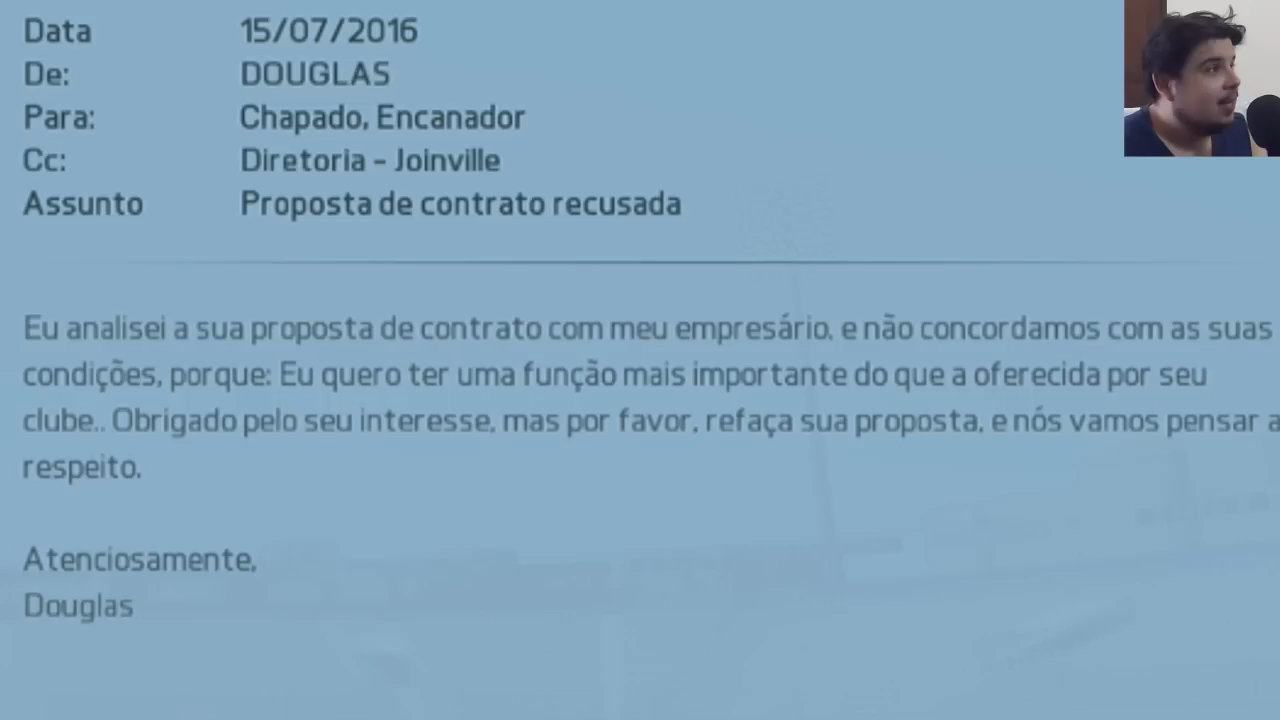 Data 15/07/2016
De: DOUGLAS
Para: Chapado, Encanador
Cc: Diretoria - Joinville
Assunto Proposta de contrato recusada
Eu analisei a sua proposta de contrato com meu empresário, e não concordamos com as suas
condições, porque: Eu quero ter uma função mais importante do que a oferecida por seu
clube.. Obrigado pelo seu interesse, mas por favor, refaça sua proposta, e nós vamos pensar a
respeito.
Atenciosamente,
Douglas